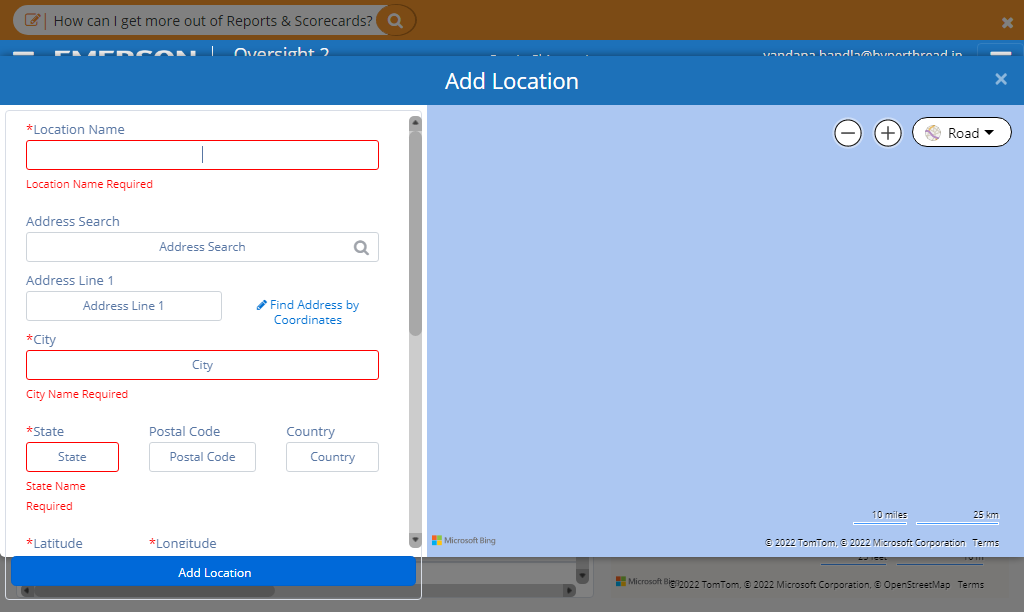 How can I get more out of Reports & Scorecards?
EMERSON Oversight 2 vandana.bandla@hyperthread.in
Add Location
*Location Name
Road
Location Name Required
Address Search
Address Search
Address Line 1
Address Line 1
Find Address by
Coordinates
*City
City
City Name Required
*State Postal Code Country
State Postal Code Country
State Name
Required
10 miles 25 km
*Latitude *Longitude
Microsoft Bing
© 2022 TomTom, © 2022 Microsoft Corporation Terms
Add Location
Microsoft Bing
© 2022 TomTom, © 2022 Microsoft Corporation, © OpenStreetMap Terms